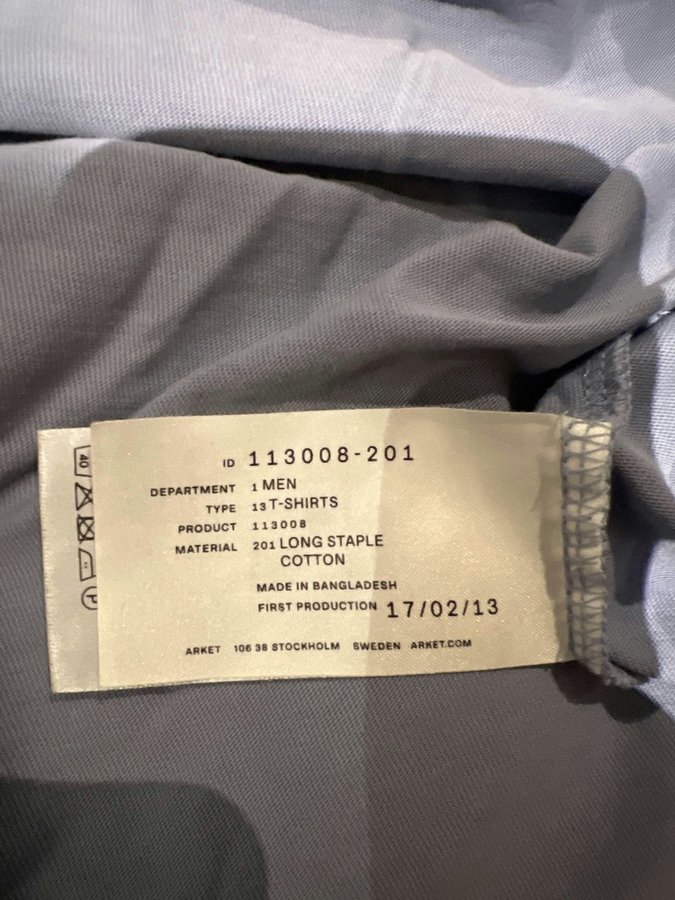 ID 113008-201
DEPARTMENT 1 MEN
TYPE 13 T-SHIRTS
PRODUCT 113008
MATERIAL 201 LONG STAPLE
COTTON
MADE IN BANGLADESH
FIRST PRODUCTION 17/02/13
ARKET 106 38 STOCKHOLM SWEDEN ARKET.COM
40
P